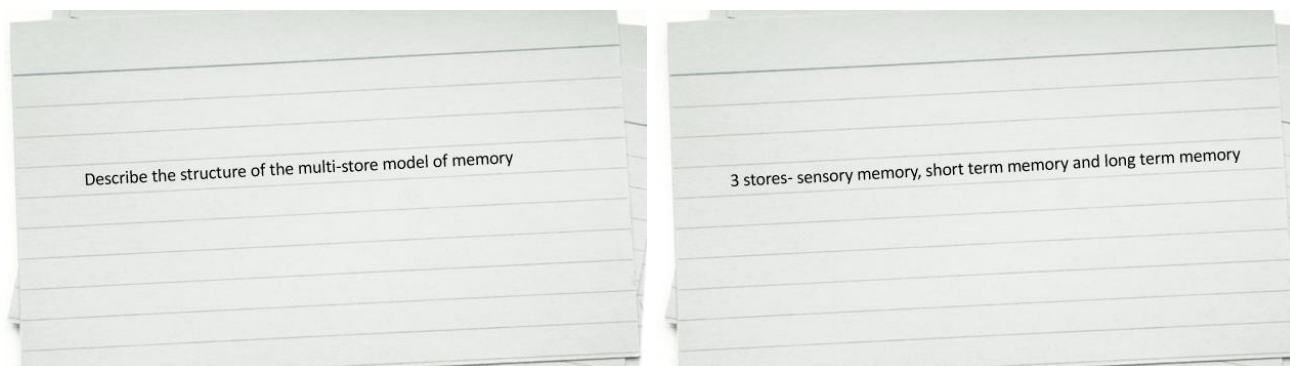 Describe the structure of the multi-store model of memory
3 stores- sensory memory, short term memory and long term memory